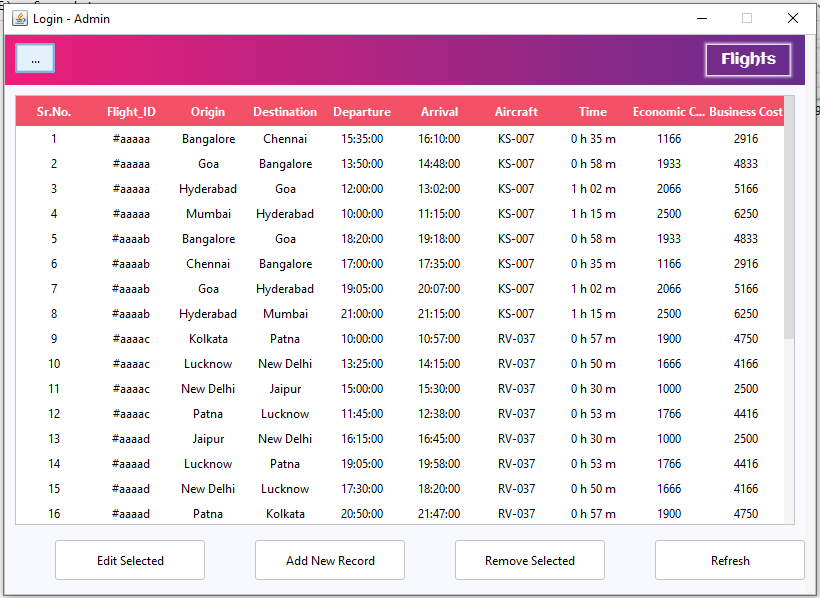 Login - Admin
...
Flights
Sr.No. Flight_ID Origin Destination Departure Arrival Aircraft Time Economic C... Business Cost
1 #aaaaa Bangalore Chennai 15:35:00 16:10:00 KS-007 0 h 35 m 1166 2916
2 #aaaaa Goa Bangalore 13:50:00 14:48:00 KS-007 0 h 58 m 1933 4833
3 #aaaaa Hyderabad Goa 12:00:00 13:02:00 KS-007 1 h 02 m 2066 5166
4 #aaaaa Mumbai Hyderabad 10:00:00 11:15:00 KS-007 1 h 15 m 2500 6250
5 #aaaab Bangalore Goa 18:20:00 19:18:00 KS-007 0 h 58 m 1933 4833
6 #aaaab Chennai Bangalore 17:00:00 17:35:00 KS-007 0 h 35 m 1166 2916
7 #aaaab Goa Hyderabad 19:05:00 20:07:00 KS-007 1 h 02 m 2066 5166
8 #aaaab Hyderabad Mumbai 21:00:00 21:15:00 KS-007 1 h 15 m 2500 6250
9 #aaaac Kolkata Patna 10:00:00 10:57:00 RV-037 0 h 57 m 1900 4750
10 #aaaac Lucknow New Delhi 13:25:00 14:15:00 RV-037 0 h 50 m 1666 4166
11 #aaaac New Delhi Jaipur 15:00:00 15:30:00 RV-037 0 h 30 m 1000 2500
12 #aaaac Patna Lucknow 11:45:00 12:38:00 RV-037 0 h 53 m 1766 4416
13 #aaaad Jaipur New Delhi 16:15:00 16:45:00 RV-037 0 h 30 m 1000 2500
14 #aaaad Lucknow Patna 19:05:00 19:58:00 RV-037 0 h 53 m 1766 4416
15 #aaaad New Delhi Lucknow 17:30:00 18:20:00 RV-037 0 h 50 m 1666 4166
16 #aaaad Patna Kolkata 20:50:00 21:47:00 RV-037 0 h 57 m 1900 4750
Edit Selected Add New Record Remove Selected Refresh